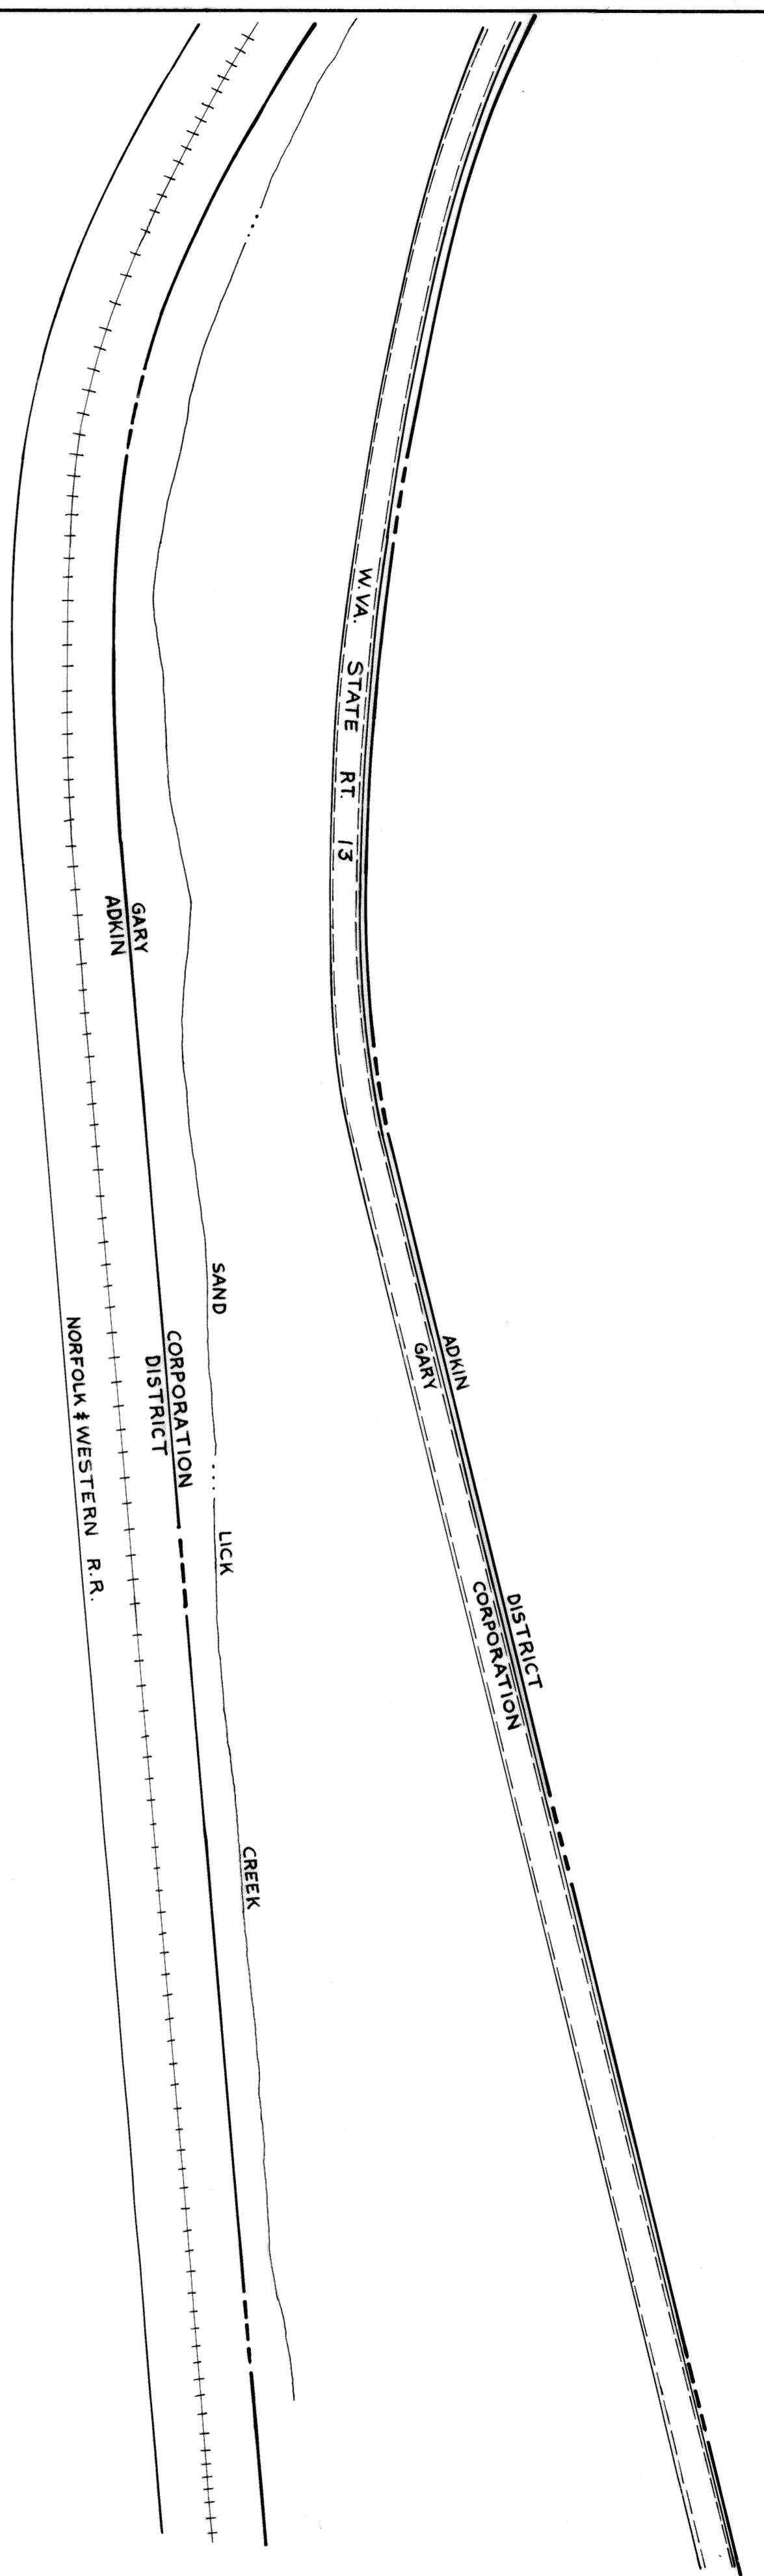 W.VA. STATE RT. 13
GARY
ADKIN
CORPORATION
DISTRICT
SAND LICK CREEK
NORFOLK & WESTERN R.R.
ADKIN
GARY
DISTRICT
CORPORATION